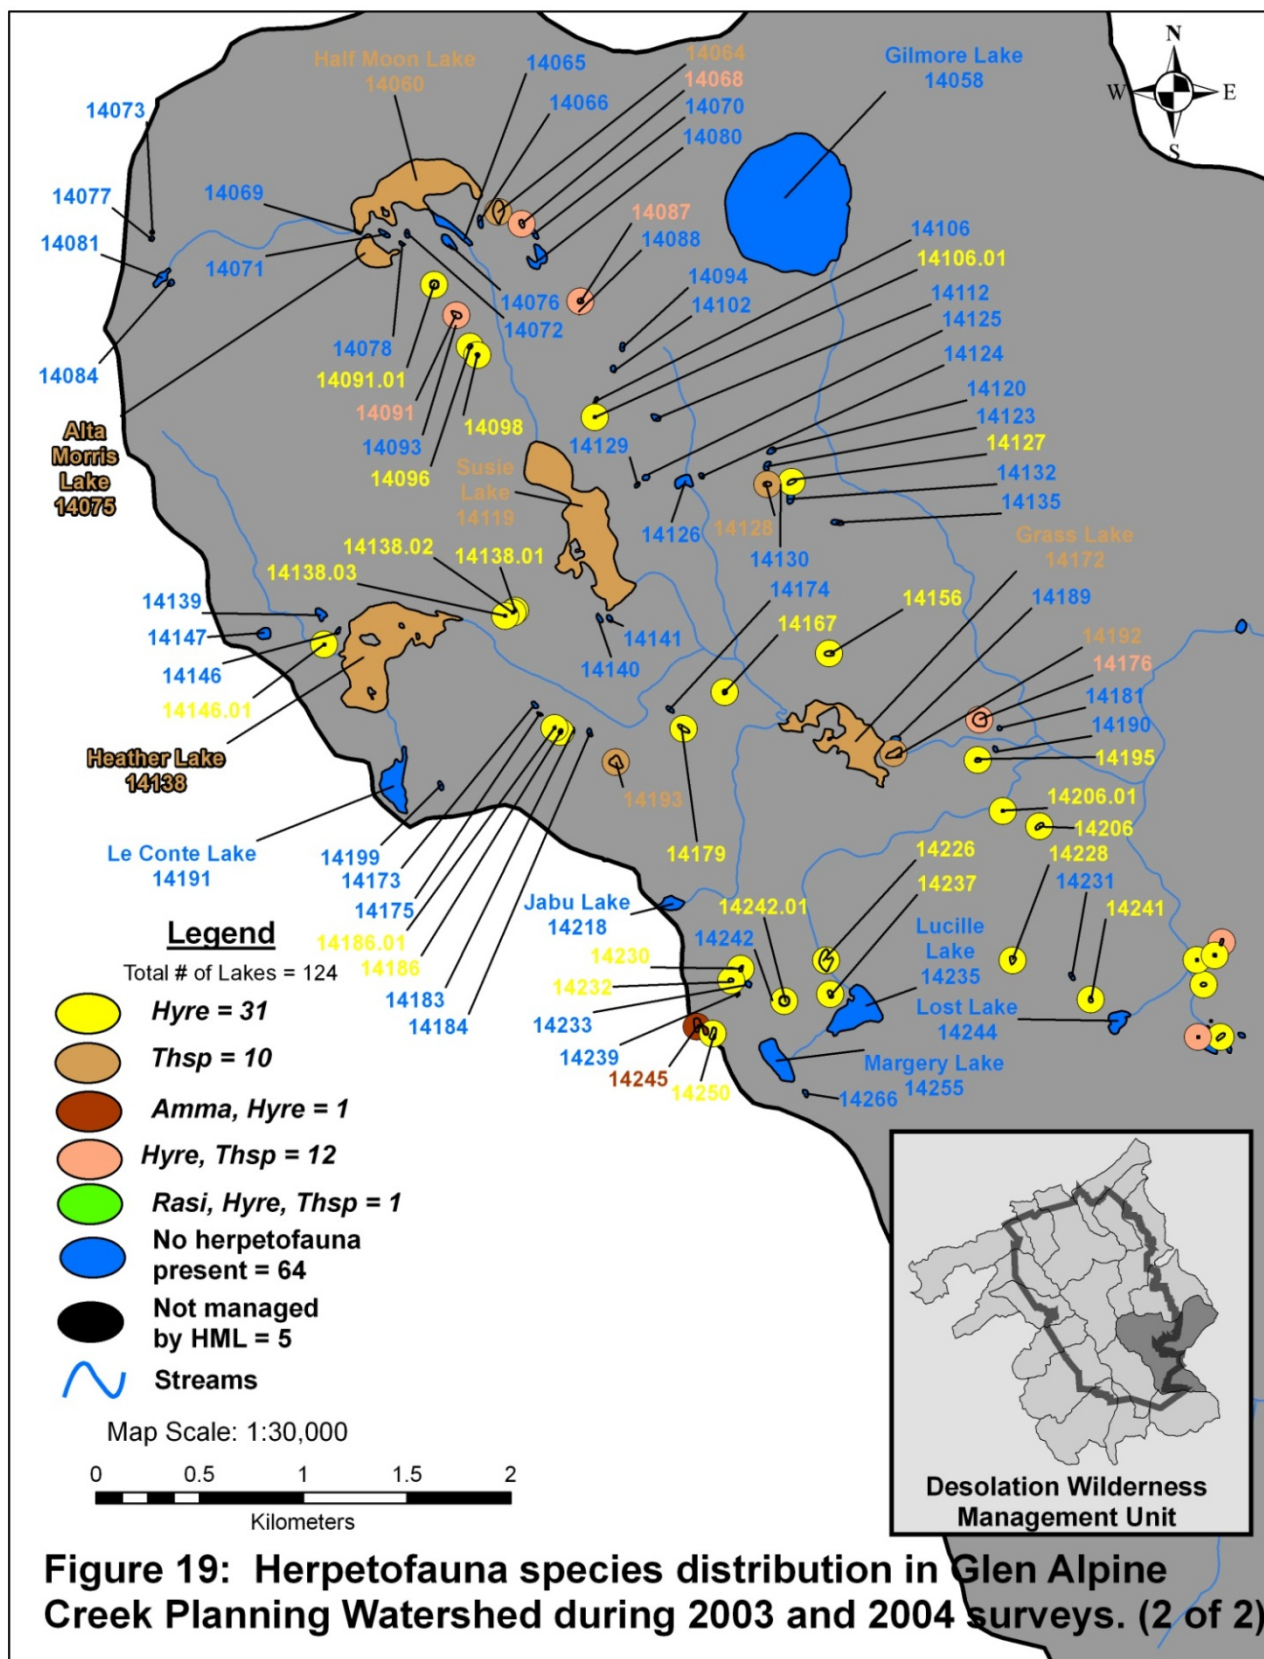 Half Moon Lake
14060
14065
14066
14064
14068
14070
14080
Gilmore Lake
14058
N
W
E
S
14073
14077
14081
14069
14071
14087
14088
14106
14106.01
14094
14102
14112
14125
14124
14076
14072
14084
14078
14091.01
14091
14093
14096
14098
14120
14123
14127
14132
14135
14129
Alta
Morris
Lake
14075
Susie
Lake
14119
14126
14128
14130
Grass Lake
14172
14138.02
14138.01
14138.03
14174
14189
14139
14147
14146
14146.01
14141
14140
14167
14156
14192
14176
14181
14190
14195
Heather Lake
14138
14193
14179
14206.01
14206
Le Conte Lake
14191
14199
14173
14175
14186.01
14186
14183
14184
Jabu Lake
14218
14226
14237
14228
14231
14241
14242.01
14242
Lucille
Lake
14235
14230
14232
14233
14239
14245
14250
Lost Lake
14244
Margery Lake
14255
14266
Legend
Total # of Lakes = 124
Hyre = 31
Thsp = 10
Amma, Hyre = 1
Hyre, Thsp = 12
Rasi, Hyre, Thsp = 1
No herpetofauna
present = 64
Not managed
by HML = 5
Streams
Map Scale: 1:30,000
0 0.5 1 1.5 2
Kilometers
Desolation Wilderness
Management Unit
Figure 19: Herpetofauna species distribution in Glen Alpine
Creek Planning Watershed during 2003 and 2004 surveys. (2 of 2)